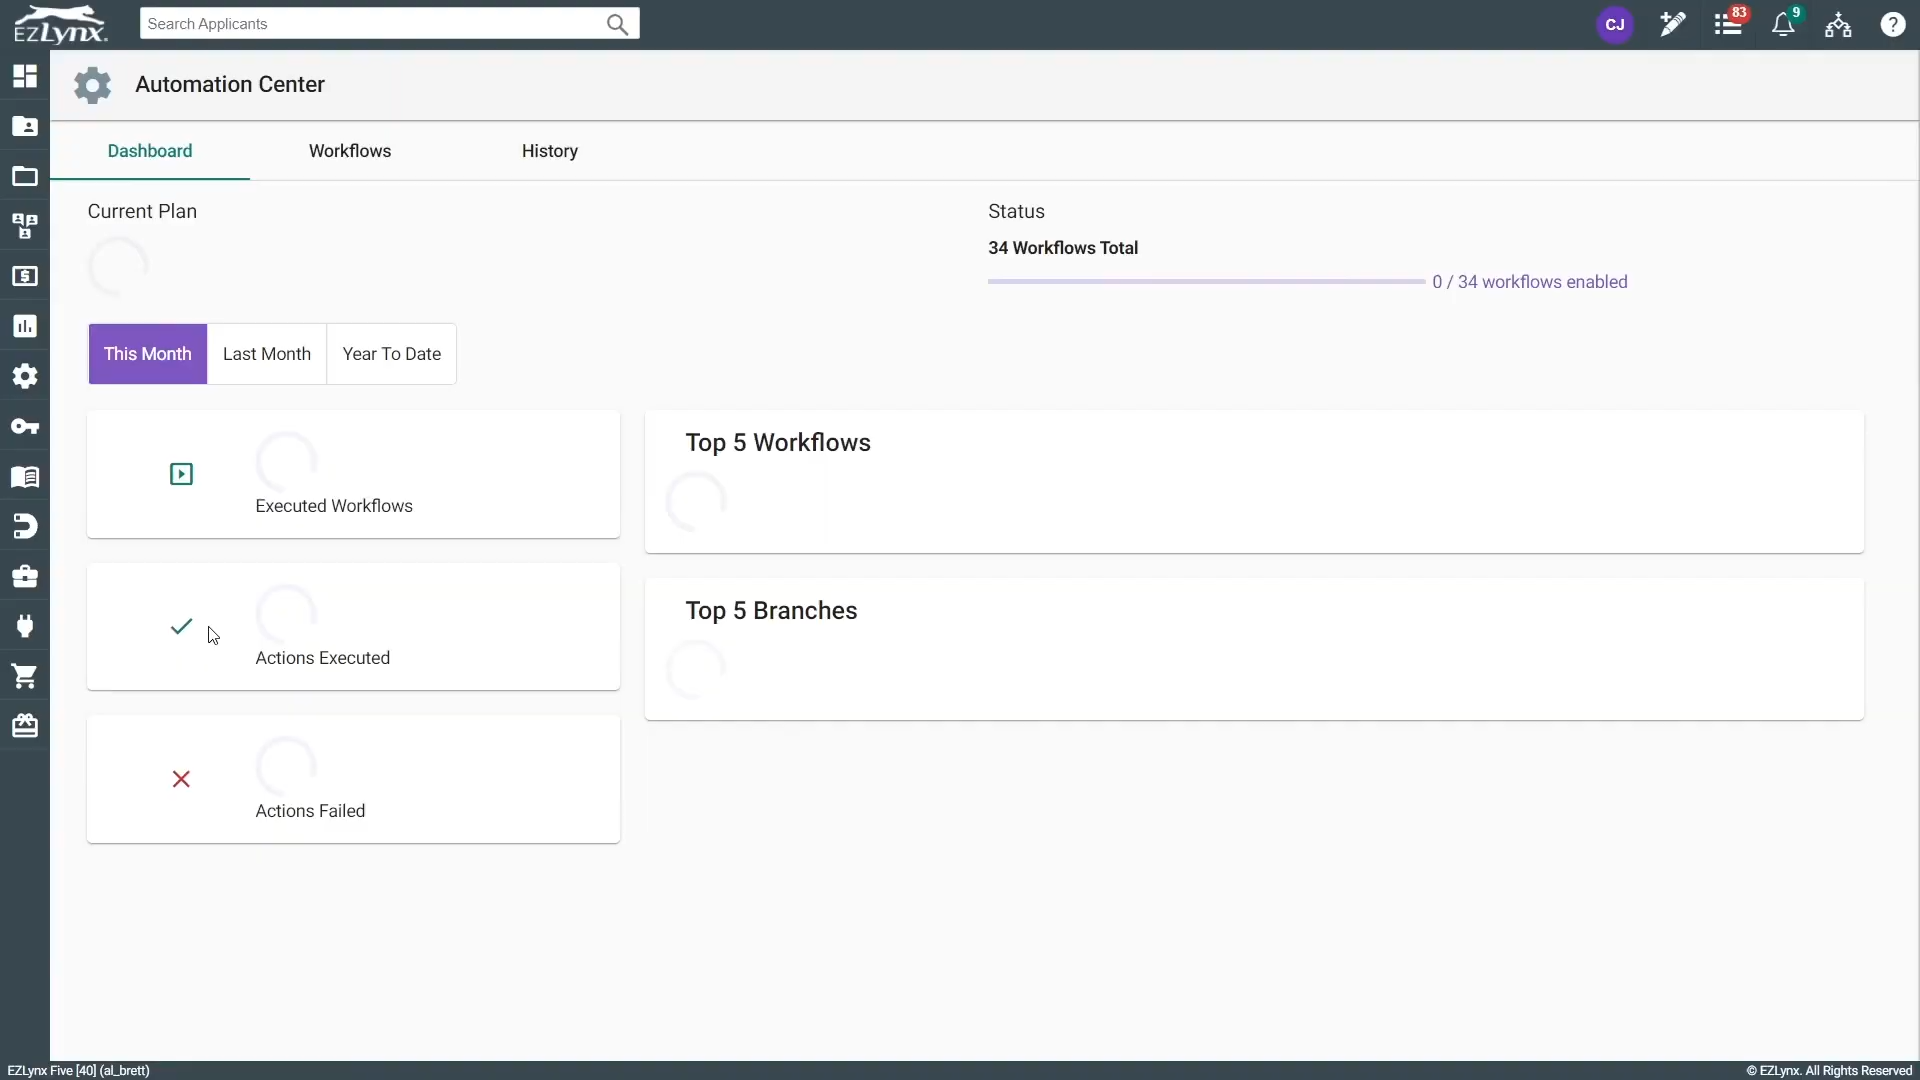 EZLynx
Search Applicants
CJ
83
9
?
Automation Center
Dashboard
Workflows
History
Current Plan
Status
34 Workflows Total
0 / 34 workflows enabled
This Month
Last Month
Year To Date
Executed Workflows
Top 5 Workflows
Actions Executed
Top 5 Branches
Actions Failed
EZLynx Five [40] (al_brett)
© EZLynx. All Rights Reserved